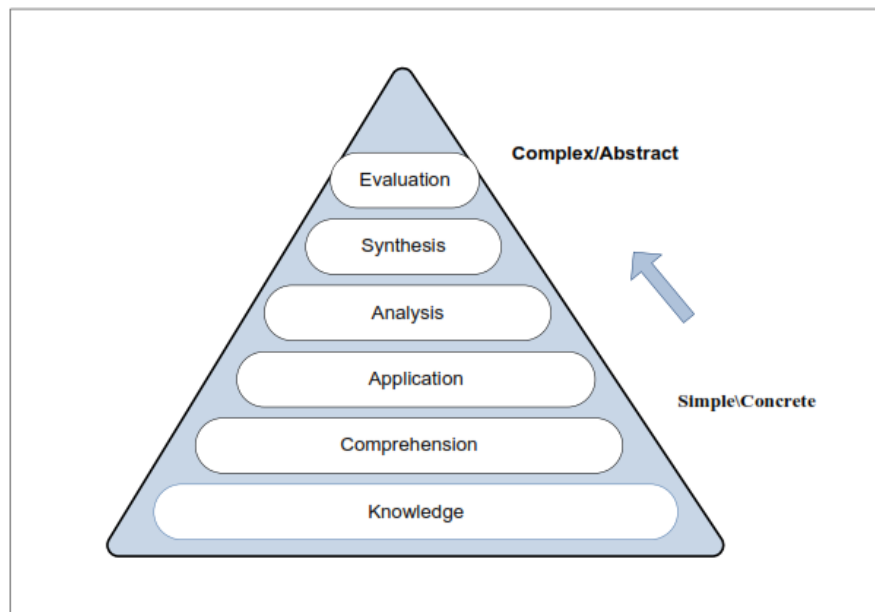 Complex/Abstract
Evaluation
Synthesis
Analysis
Application
Simple\Concrete
Comprehension
Knowledge